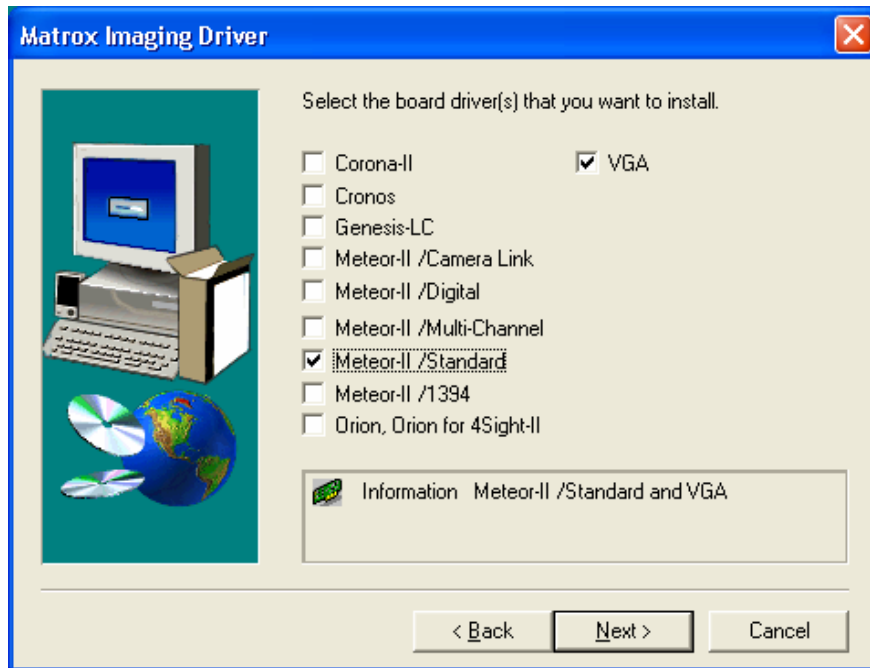 Matrox Imaging Driver
Select the board driver(s) that you want to install.
Corona-II
VGA
Cronos
Genesis-LC
Meteor-II /Camera Link
Meteor-II /Digital
Meteor-II /Multi-Channel
Meteor-II /Standard
Meteor-II /1394
Orion, Orion for 4Sight-II
Information Meteor-II /Standard and VGA
< Back
Next >
Cancel